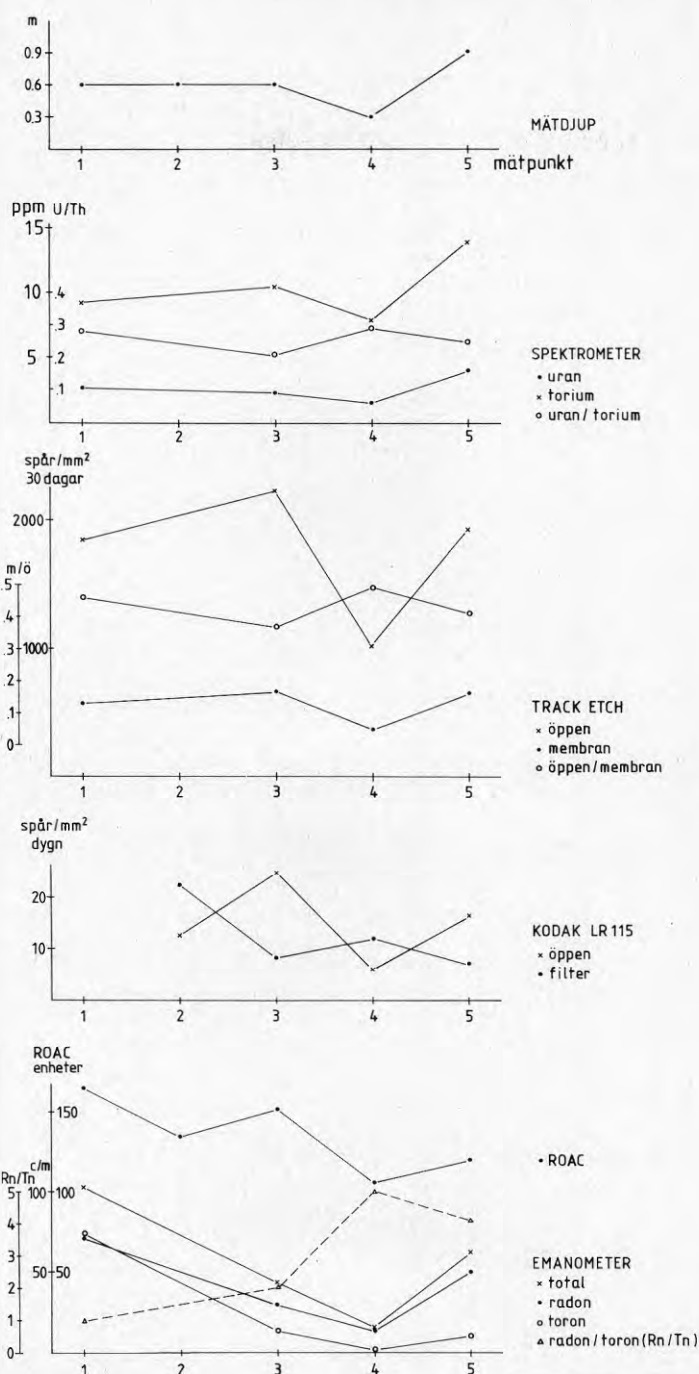 m
0.9
0.6
0.3
MÄTDJUP
1 2 3 4 5 mätpunkt
ppm U/Th
15
10 .4
.3
5 .2
.1
SPEKTROMETER
• uran
× torium
o uran / torium
1 2 3 4 5
spår/mm²
30 dagar
2000
m/ö
.5
.4
.3 1000
.2
.1
0
TRACK ETCH
× öppen
• membran
o öppen/membran
1 2 3 4 5
spår/mm²
dygn
20
10
KODAK LR 115
× öppen
• filter
1 2 3 4 5
ROAC
enheter
150
• ROAC
Rn/Tn c/m
5 100 100
4
3
50 50
2
1
0
EMANOMETER
× total
• radon
o toron
△ radon / toron (Rn/Tn)
1 2 3 4 5